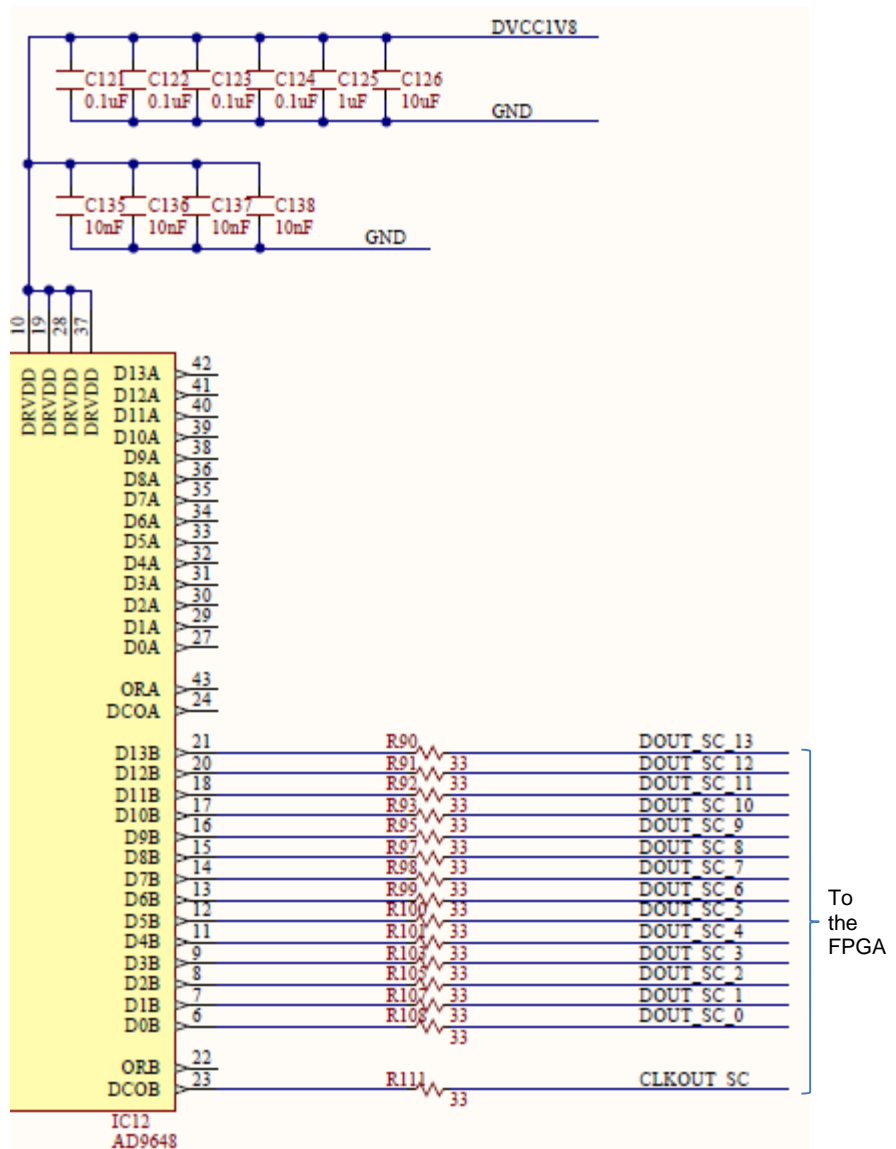 DVCC1V8
C121 C122 C123 C124 C125 C126
0.1uF 0.1uF 0.1uF 0.1uF 1uF 10uF
GND
C135 C136 C137 C138
10nF 10nF 10nF 10nF
GND
10 19 28 37
DRVDD DRVDD DRVDD DRVDD
D13A 42
D12A 41
D11A 40
D10A 39
D9A 38
D8A 36
D7A 35
D6A 34
D5A 33
D4A 32
D3A 31
D2A 30
D1A 29
D0A 27
ORA 43
DCOA 24
D13B 21 R90 33 DOUT_SC_13
D12B 20 R91 33 DOUT_SC_12
D11B 18 R92 33 DOUT_SC_11
D10B 17 R93 33 DOUT_SC_10
D9B 16 R95 33 DOUT_SC_9
D8B 15 R97 33 DOUT_SC_8
D7B 14 R98 33 DOUT_SC_7
D6B 13 R99 33 DOUT_SC_6
D5B 12 R100 33 DOUT_SC_5
D4B 11 R101 33 DOUT_SC_4
D3B 9 R103 33 DOUT_SC_3
D2B 8 R105 33 DOUT_SC_2
D1B 7 R107 33 DOUT_SC_1
D0B 6 R108 33 DOUT_SC_0
ORB 22
DCOB 23 R111 33 CLKOUT_SC
To
the
FPGA
IC12
AD9648